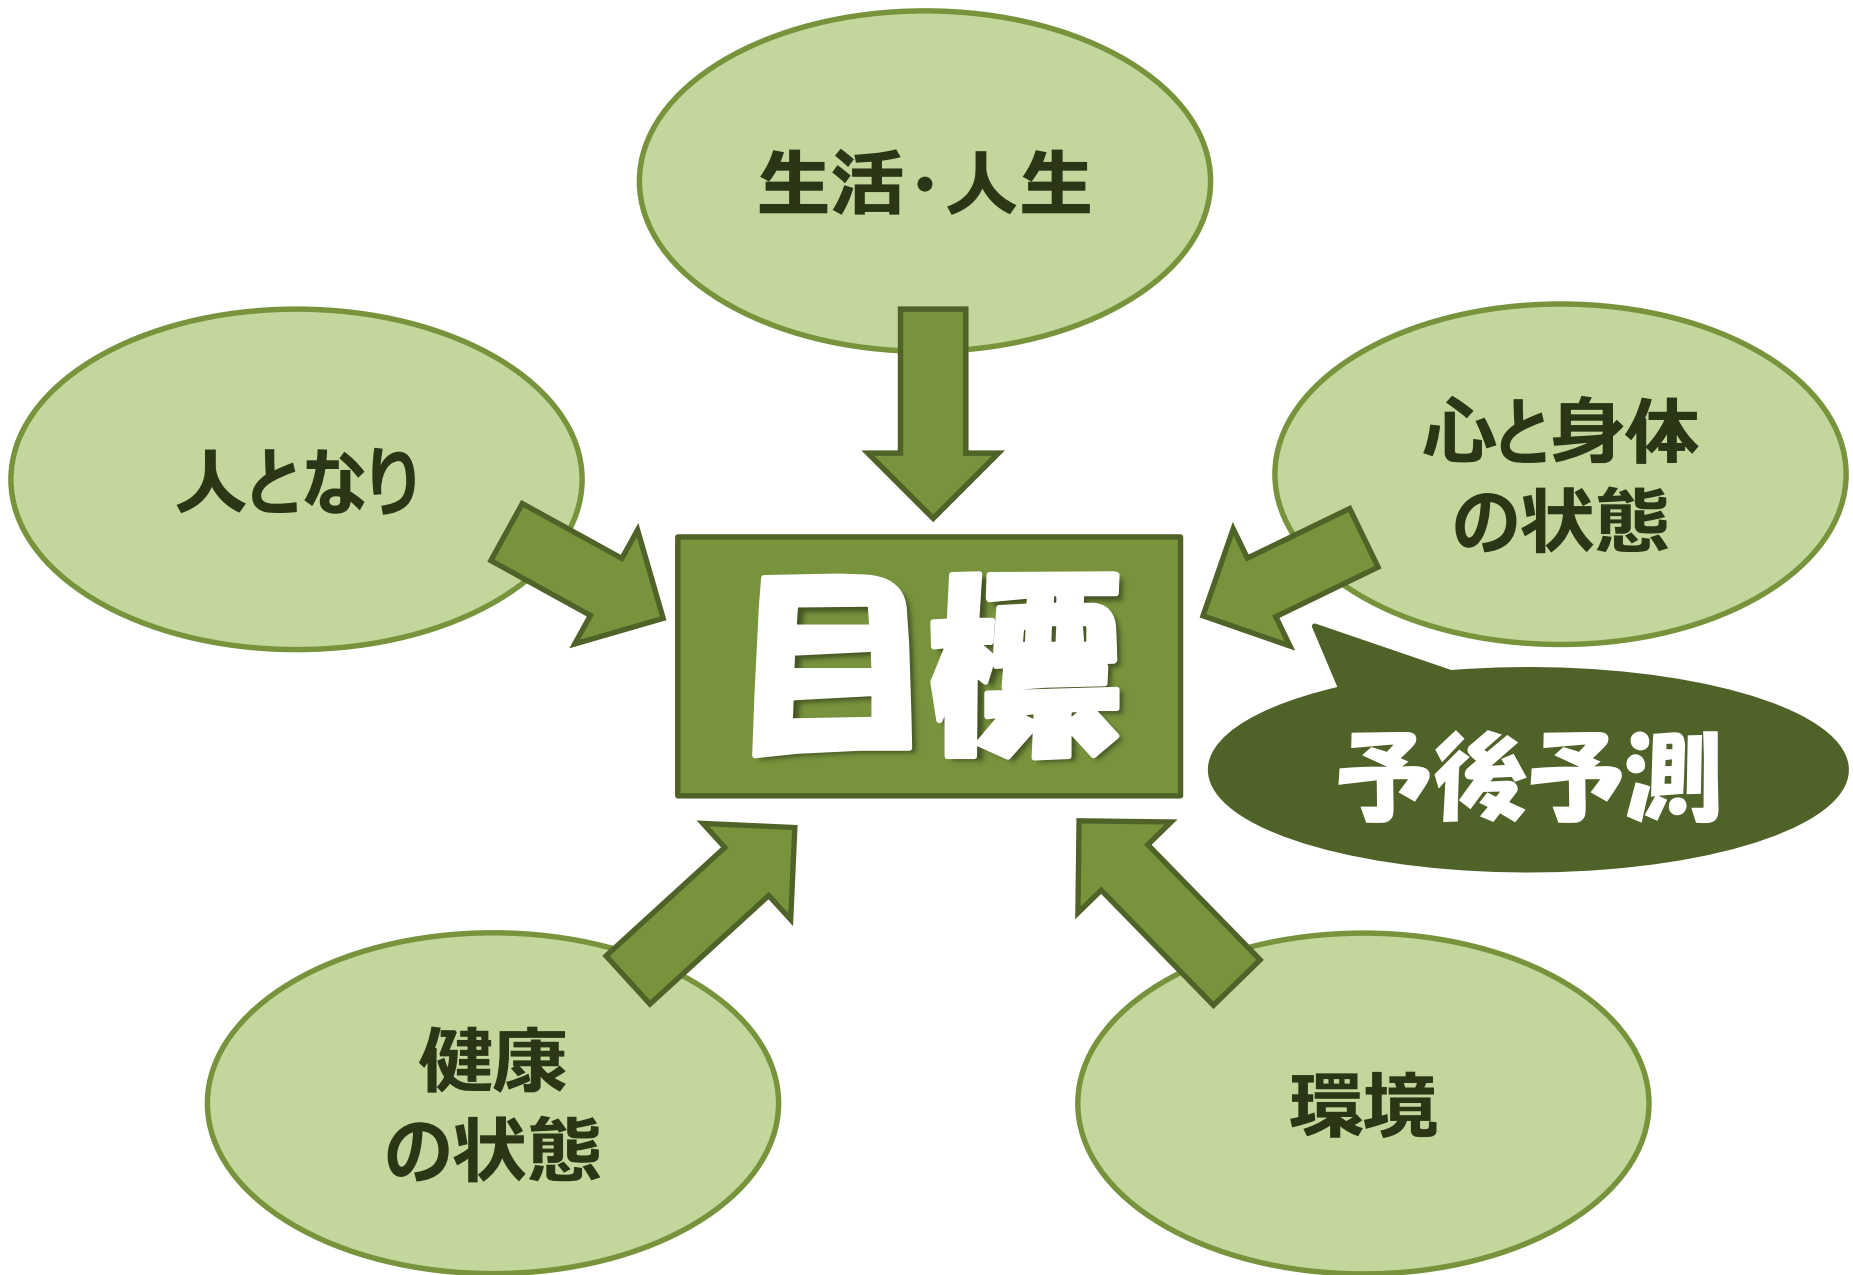 生活・人生
人となり
心と身体
の状態
目標
予後予測
健康
の状態
環境